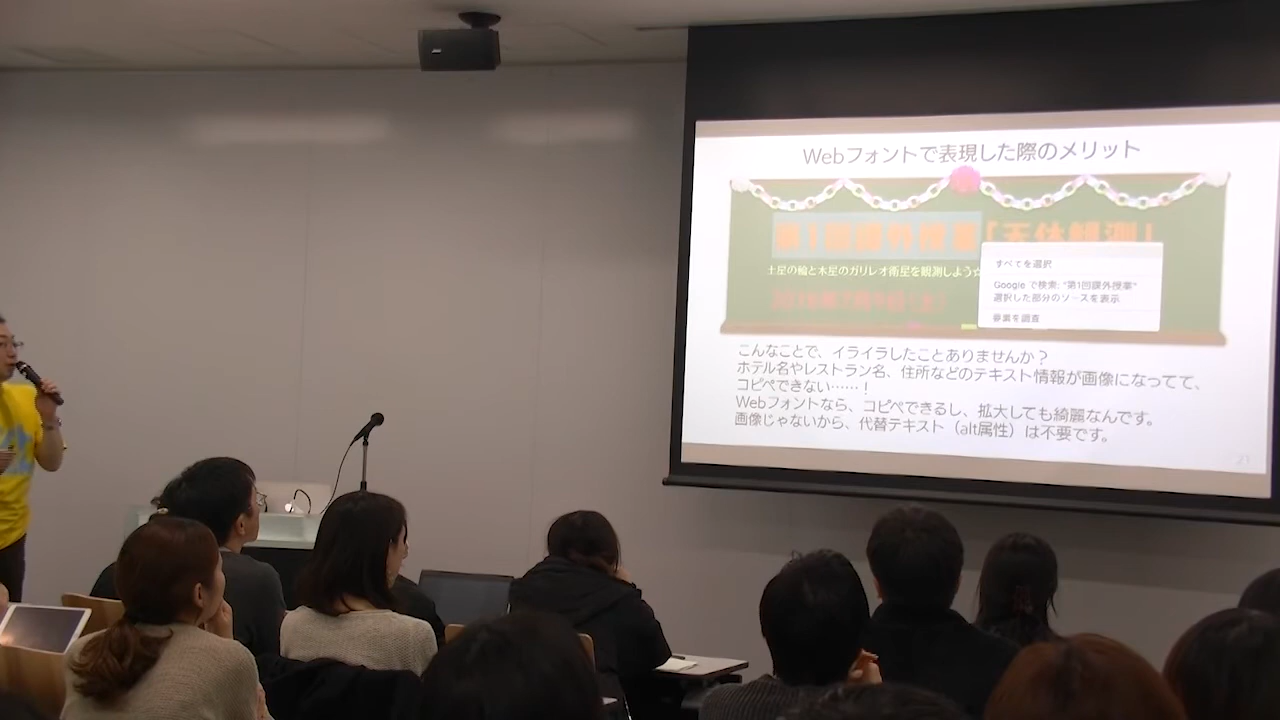 Webフォントで表現した際のメリット
第1回課外授業「天体観測」
土星の輪と木星のガリレオ衛星を観測しよう☆
すべてを選択
Google で検索: "第1回課外授業"
選択した部分のソースを表示
要素を調査
こんなことで、イライラしたことありませんか？
ホテル名やレストラン名、住所などのテキスト情報が画像になってて、
コピペできない……！
Webフォントなら、コピペできるし、拡大しても綺麗なんです。
画像じゃないから、代替テキスト（alt属性）は不要です。
21